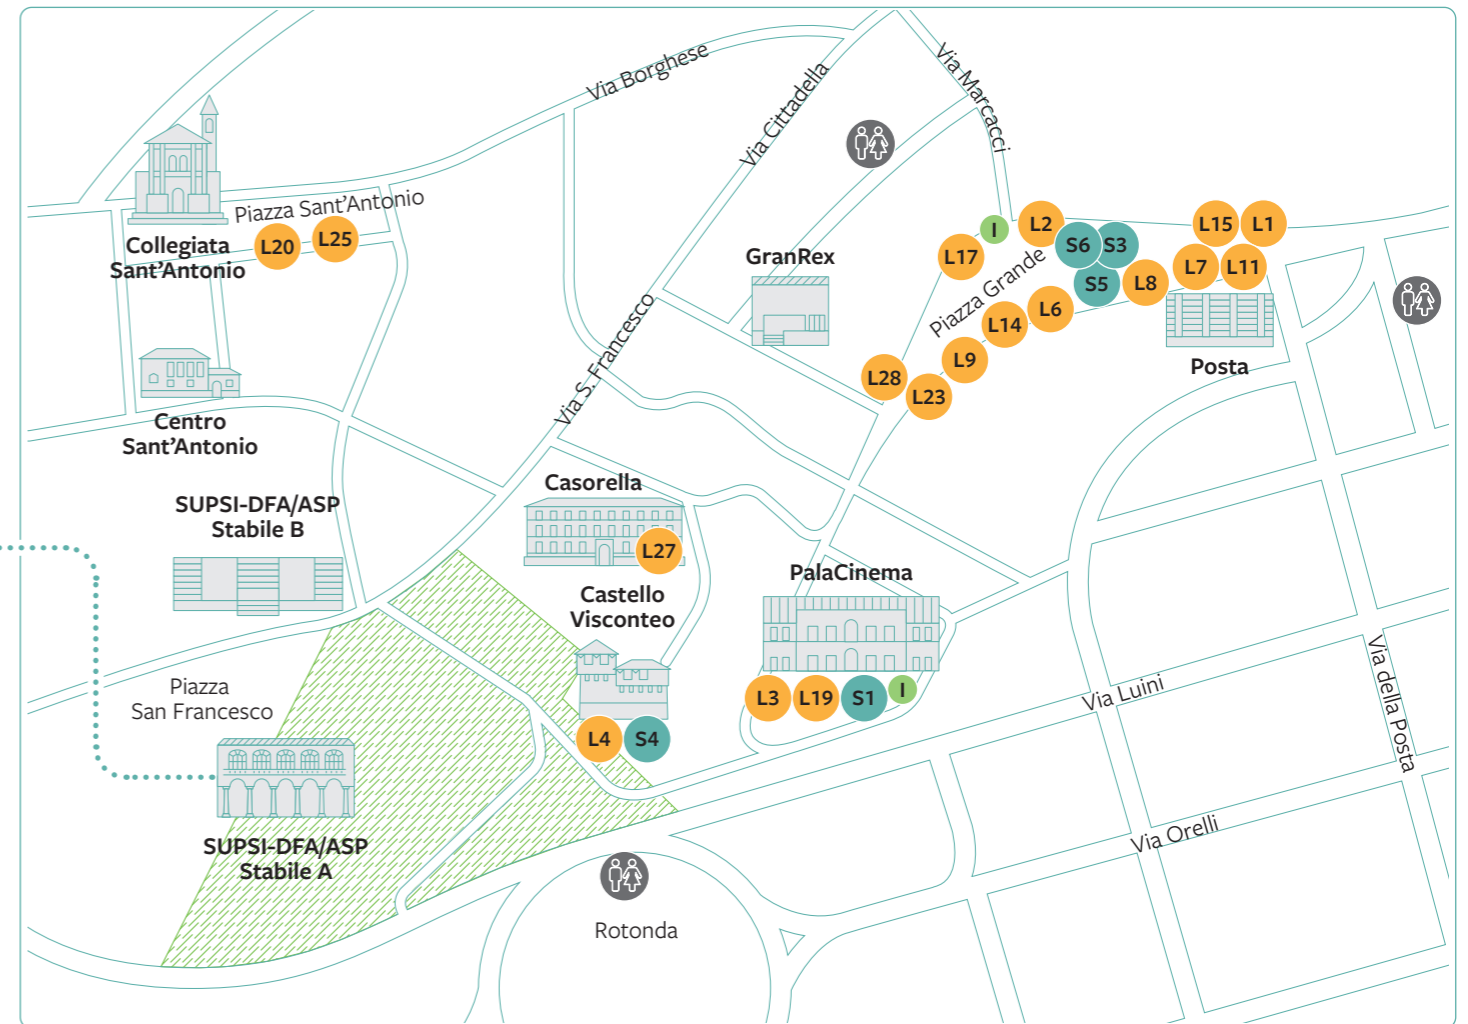 Via Borghese
Via Cittadella
Via Marcacci
Piazza Sant'Antonio
L20
L25
Collegiata
Sant'Antonio
GranRex
I
L2
L17
S6
S3
S5
L15
L1
L7
L11
L8
Piazza Grande
L6
L14
L9
L28
L23
Posta
Via S. Francesco
Centro
Sant'Antonio
SUPSI-DFA/ASP
Stabile B
Casorella
L27
Castello
Visconteo
PalaCinema
L3
L19
S1
I
L4
S4
Piazza
San Francesco
SUPSI-DFA/ASP
Stabile A
Via Luini
Via della Posta
Via Orelli
Rotonda